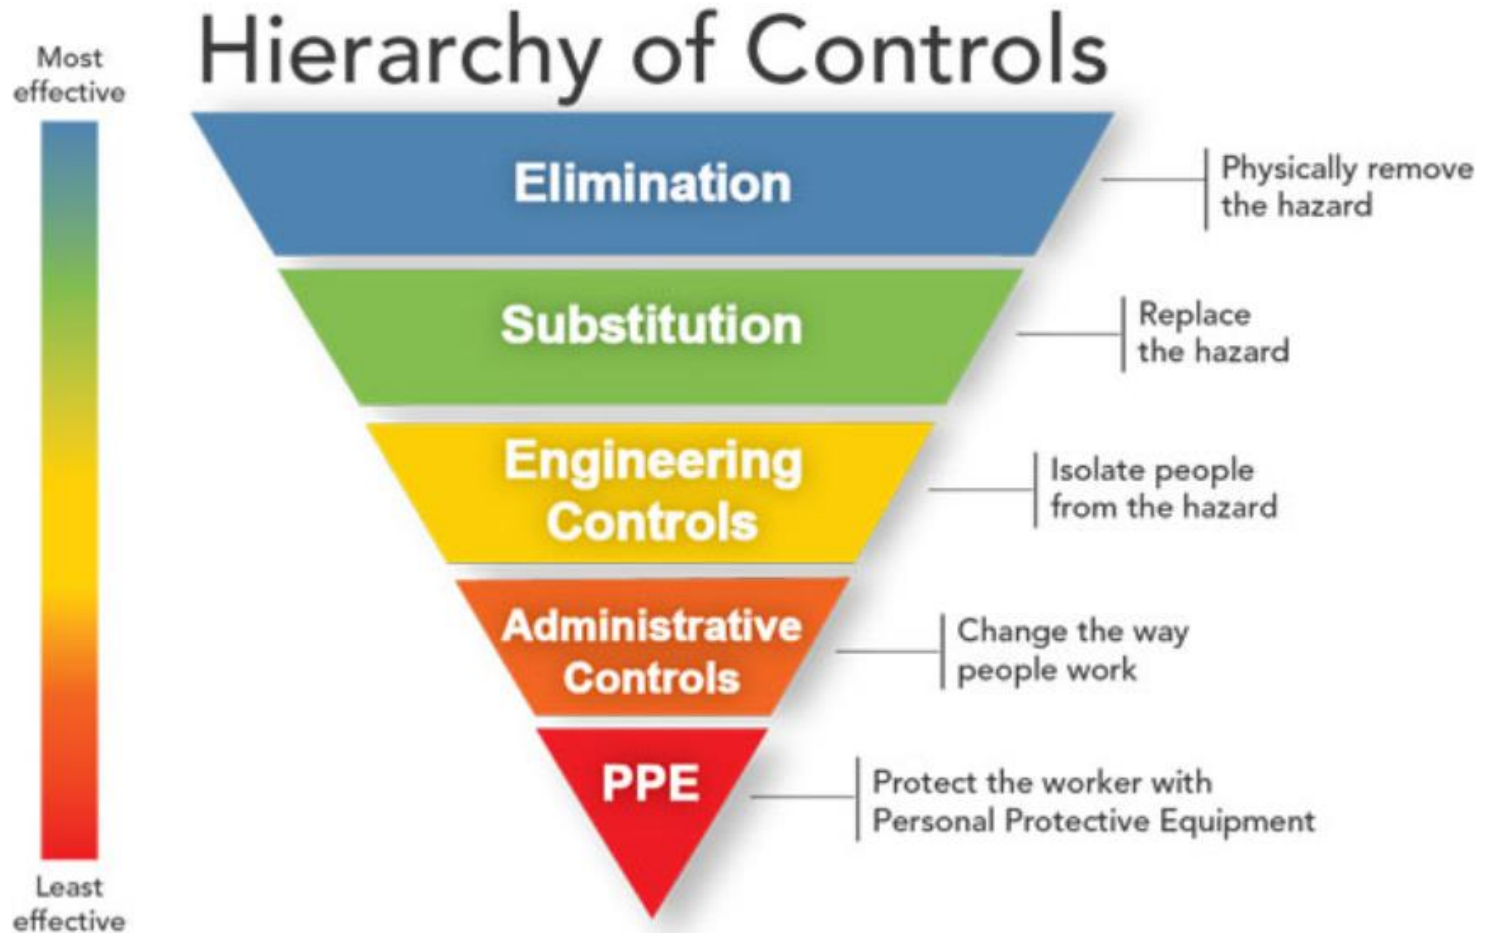 Hierarchy of Controls
Most
effective
Elimination
Physically remove
the hazard
Substitution
Replace
the hazard
Engineering
Controls
Isolate people
from the hazard
Administrative
Controls
Change the way
people work
PPE
Protect the worker with
Personal Protective Equipment
Least
effective